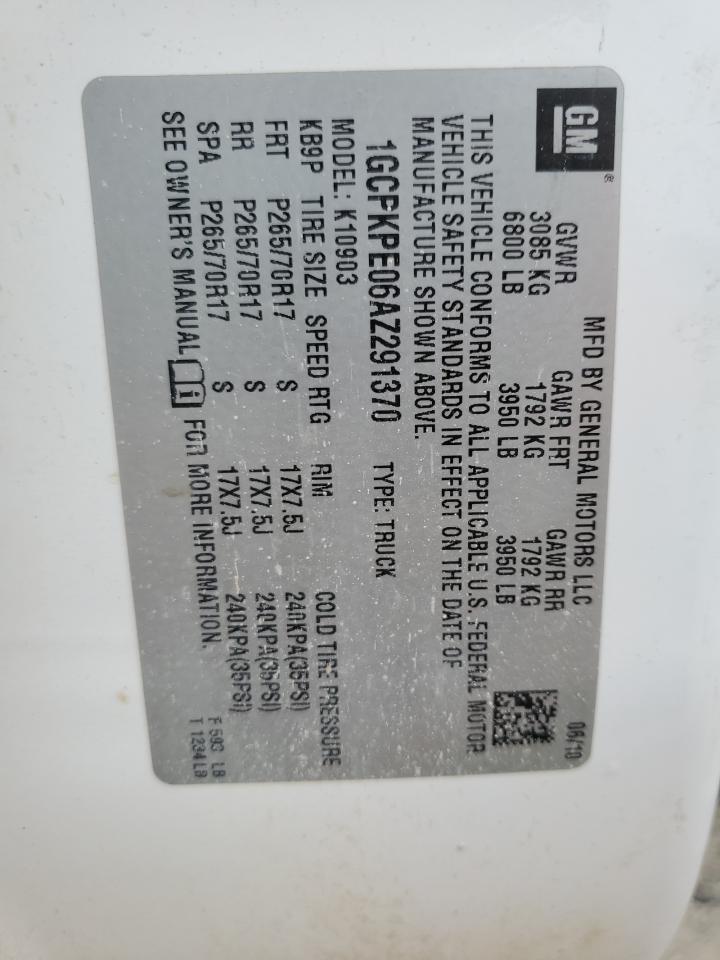 GM®
MFD BY GENERAL MOTORS LLC 06/10
GVWR GAWR FRT GAWR RR
3085 KG 1792 KG 1792 KG
6800 LB 3950 LB 3950 LB
THIS VEHICLE CONFORMS TO ALL APPLICABLE U.S. FEDERAL MOTOR
VEHICLE SAFETY STANDARDS IN EFFECT ON THE DATE OF
MANUFACTURE SHOWN ABOVE.
1GCPKPE06AZ291370 TYPE: TRUCK
MODEL: K10903
KB9P TIRE SIZE SPEED RTG RIM COLD TIRE PRESSURE
FRT P265/70R17 S 17X7.5J 240KPA(35PSI)
RR P265/70R17 S 17X7.5J 240KPA(35PSI)
SPA P265/70R17 S 17X7.5J 240KPA(35PSI)
SEE OWNER'S MANUAL FOR MORE INFORMATION.
F 593 LB
T 1234 LB